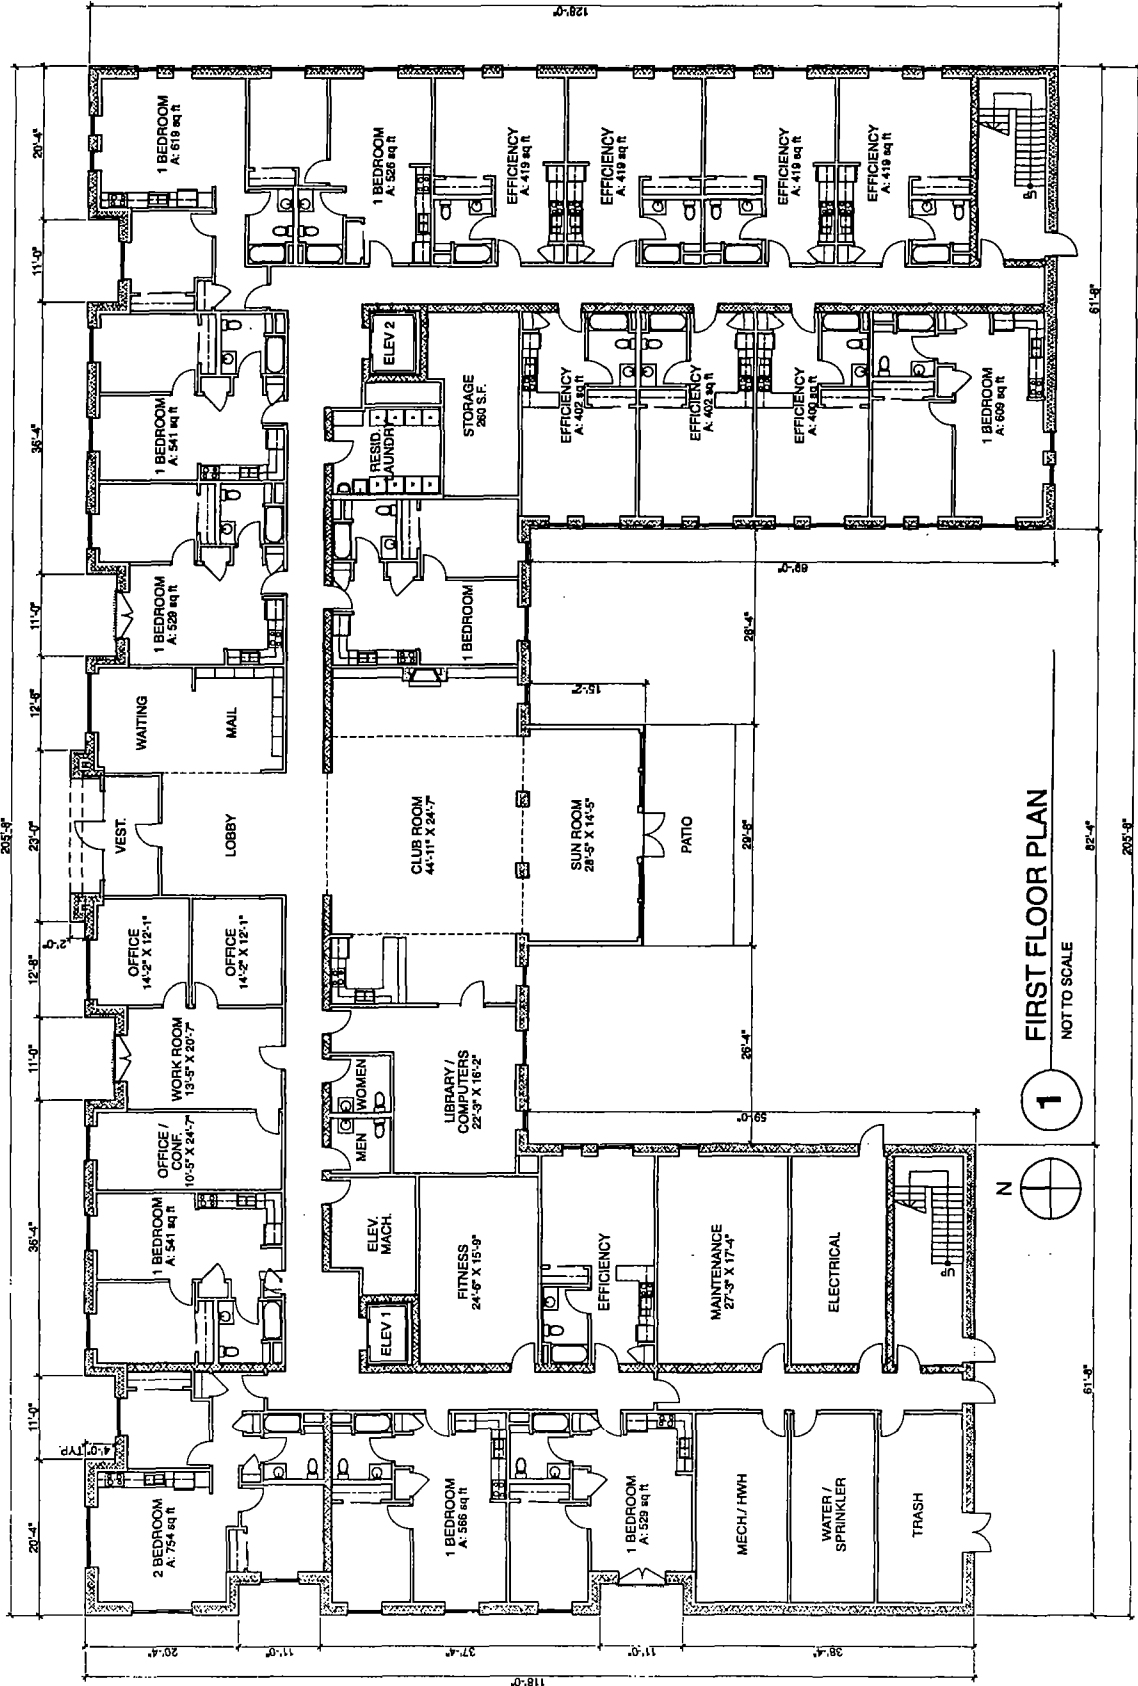 205'-8"
20'-4"
11'-0"
36'-4"
11'-0"
12'-8"
23'-0"
12'-6"
11'-0"
36'-4"
11'-0"
20'-4"
4'-0" TYP.
2'-0"
118'-0"
20'-4"
11'-0"
37'-4"
11'-0"
38'-4"
128'-0"
2 BEDROOM
A: 754 sq ft
1 BEDROOM
A: 541 sq ft
OFFICE /
CONF.
10'-5" X 24'-7"
WORK ROOM
13'-5" X 20'-7"
OFFICE
14'-2" X 12'-1"
OFFICE
14'-2" X 12'-1"
VEST.
LOBBY
WAITING
MAIL
1 BEDROOM
A: 529 sq ft
1 BEDROOM
A: 541 sq ft
1 BEDROOM
A: 619 sq ft
1 BEDROOM
A: 526 sq ft
EFFICIENCY
A: 419 sq ft
EFFICIENCY
A: 419 sq ft
EFFICIENCY
A: 419 sq ft
EFFICIENCY
A: 419 sq ft
ELEV 1
ELEV.
MACH.
MEN
WOMEN
LIBRARY /
COMPUTERS
22'-3" X 16'-2"
CLUB ROOM
44'-11" X 24'-7"
1 BEDROOM
RESID.
LAUNDRY
STORAGE
260 S.F.
ELEV 2
1 BEDROOM
A: 566 sq ft
FITNESS
24'-6" X 15'-9"
EFFICIENCY
SUN ROOM
28'-5" X 14'-5"
15'-2"
PATIO
EFFICIENCY
A: 402 sq ft
EFFICIENCY
A: 402 sq ft
EFFICIENCY
A: 400 sq ft
1 BEDROOM
A: 609 sq ft
1 BEDROOM
A: 529 sq ft
MAINTENANCE
27'-3" X 17'-4"
ELECTRICAL
MECH./ HWH
WATER /
SPRINKLER
TRASH
UP
UP
26'-4"
29'-8"
28'-4"
59'-0"
69'-0"
61'-8"
82'-4"
61'-8"
205'-8"
N
1
FIRST FLOOR PLAN
NOT TO SCALE